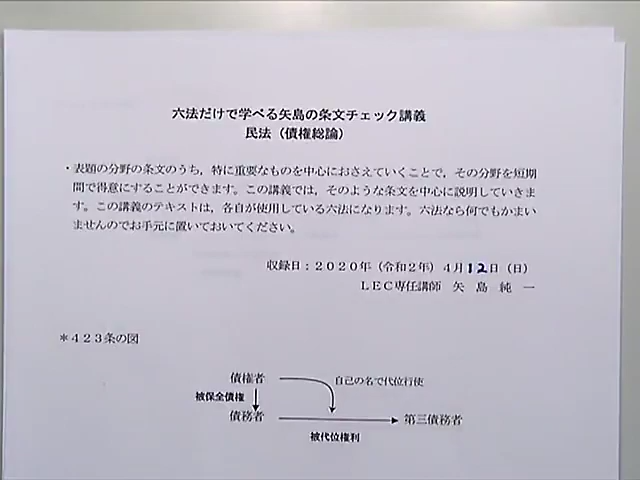 六法だけで学べる矢島の条文チェック講義
民法（債権総論）
・表題の分野の条文のうち，特に重要なものを中心におさえていくことで，その分野を短期
間で得意にすることができます。この講義では，そのような条文を中心に説明していきま
す。この講義のテキストは，各自が使用している六法になります。六法なら何でもかまい
ませんのでお手元に置いておいてください。
収録日：２０２０年（令和２年）４月12日（日）
ＬＥＣ専任講師　矢　島　純　一
＊４２３条の図
債権者
自己の名で代位行使
被保全債権
債務者
第三債務者
被代位権利